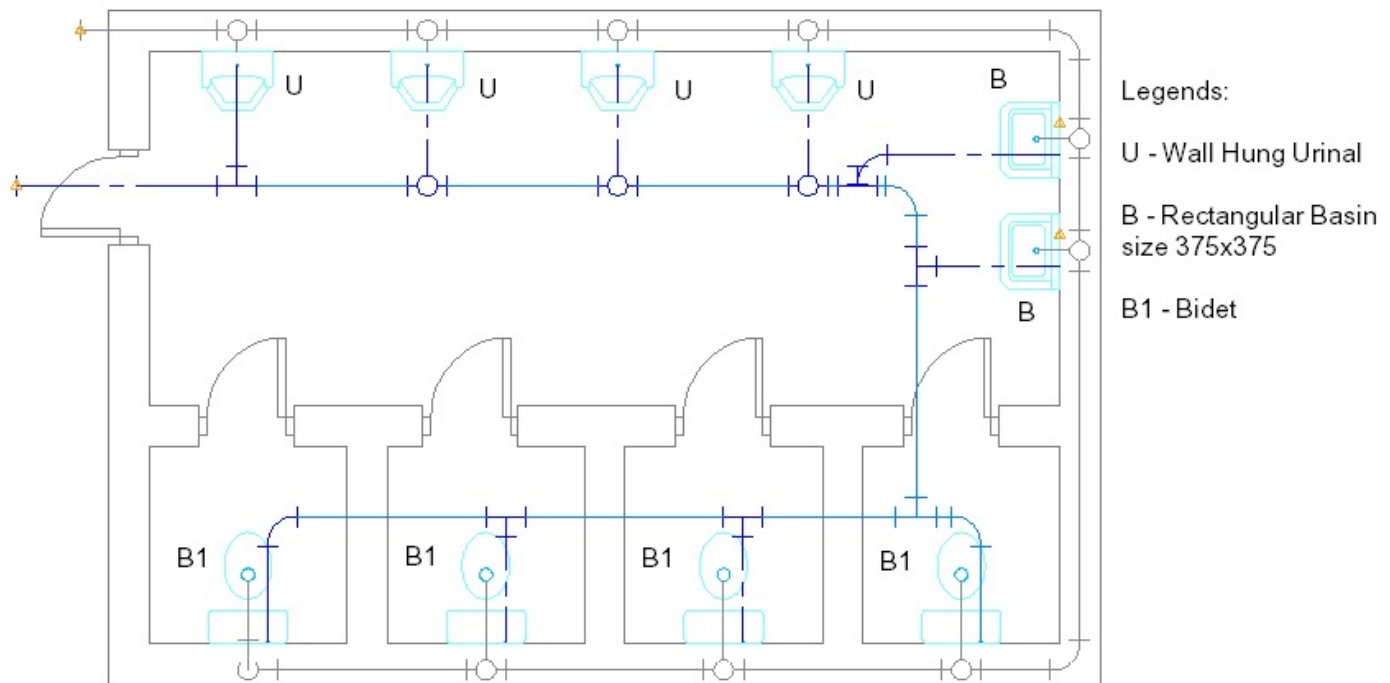 U
U
U
U
B
B
B1
B1
B1
B1
Legends:
U - Wall Hung Urinal
B - Rectangular Basin
size 375x375
B1 - Bidet